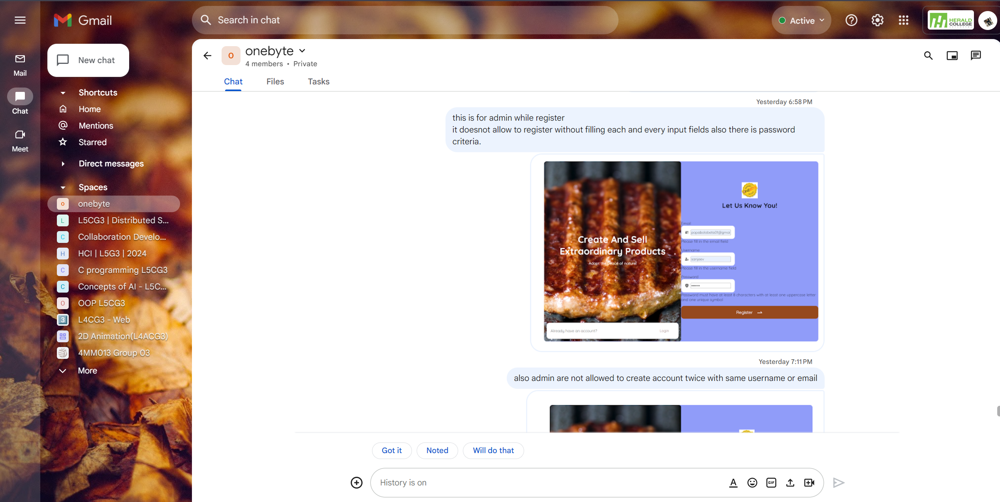 Gmail
Search in chat
Active
HERALD
COLLEGE
KATHMANDU
Mail
Chat
Meet
New chat
Shortcuts
Home
Mentions
Starred
Direct messages
Spaces
o onebyte
L L5CG3 | Distributed S...
C Collaboration Develo...
H HCI | L5G3 | 2024
C C programming L5CG3
C Concepts of AI - L5C...
O OOP L5CG3
3 L4CG3 - Web
2D Animation(L4ACG3)
4MM013 Group 03
More
o
onebyte
4 members • Private
Chat Files Tasks
Yesterday 6:58 PM
this is for admin while register
it doesnot allow to register without filling each and every input fields also there is password
criteria.
Let Us Know You!
Create And Sell
Extraordinary Products
Adapt the peace of nature!
Already have an account? Login
Email
papabolobeta01@gmai
Please fill in the email field
Username
sanjeev
Please fill in the username field
Password
Password must have at least 8 characters with at least one uppercase letter
and one unique symbol
Register
Yesterday 7:11 PM
also admin are not allowed to create account twice with same username or email
Got it Noted Will do that
History is on
GIF